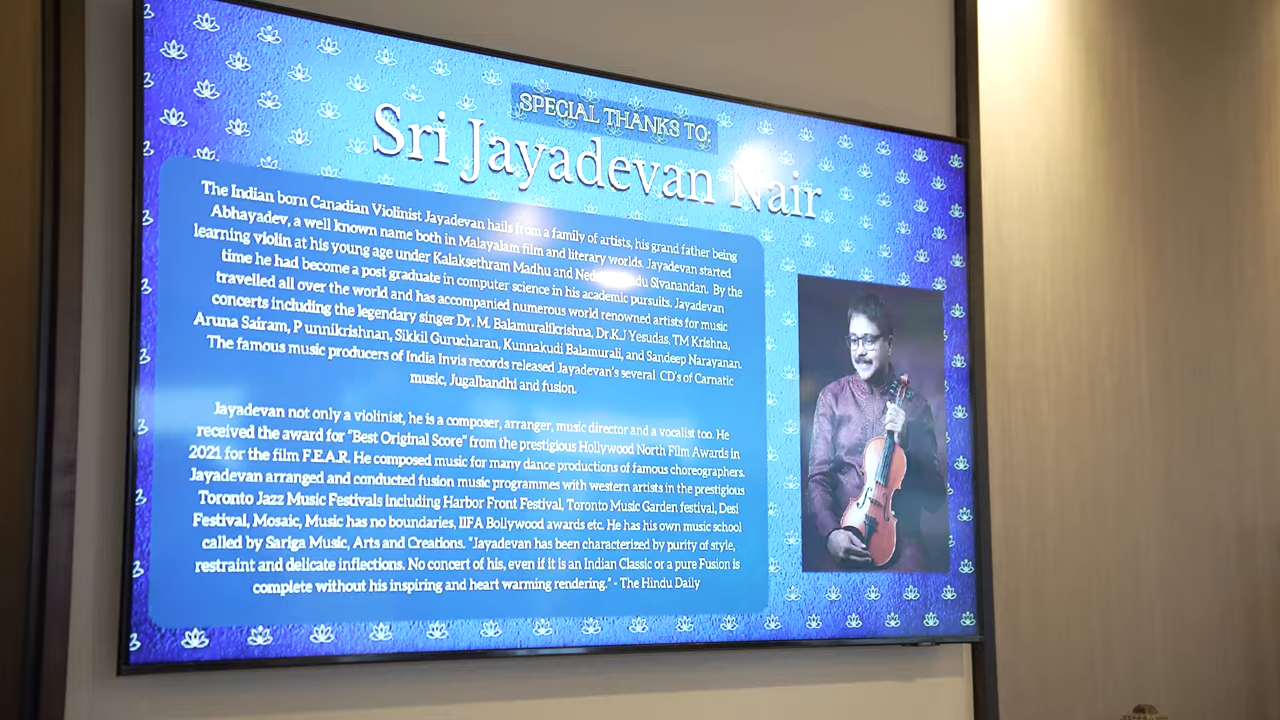 SPECIAL THANKS TO:
Sri Jayadevan Nair
The Indian born Canadian Violinist Jayadevan hails from a family of artists, his grand father being
Abhayadev, a well known name both in Malayalam film and literary worlds. Jayadevan started
learning violin at his young age under Kalaksethram Madhu and Sivanandan. By the
time he had become a post graduate in computer science in his academic pursuits. Jayadevan
travelled all over the world and has accompanied numerous world renowned artists for music
concerts including the legendary singer Dr. M. Balamuralikrishna, Dr.K.J Yesudas, TM Krishna,
Aruna Sairam, P unnikrishnan, Sikkil Gurucharan, Kunnakudi Balamurali, and Sandeep Narayanan.
The famous music producers of India Invis records released Jayadevan's several CD's of Carnatic
music, Jugalbandhi and fusion.
Jayadevan not only a violinist, he is a composer, arranger, music director and a vocalist too. He
received the award for "Best Original Score" from the prestigious Hollywood North Film Awards in
2021 for the film F.E.A.R. He composed music for many dance productions of famous choreographers.
Jayadevan arranged and conducted fusion music programmes with western artists in the prestigious
Toronto Jazz Music Festivals including Harbor Front Festival, Toronto Music Garden festival, Desi
Festival, Mosaic, Music has no boundaries, IIFA Bollywood awards etc. He has his own music school
called by Sariga Music, Arts and Creations. "Jayadevan has been characterized by purity of style,
restraint and delicate inflections. No concert of his, even if it is an Indian Classic or a pure Fusion is
complete without his inspiring and heart warming rendering." - The Hindu Daily